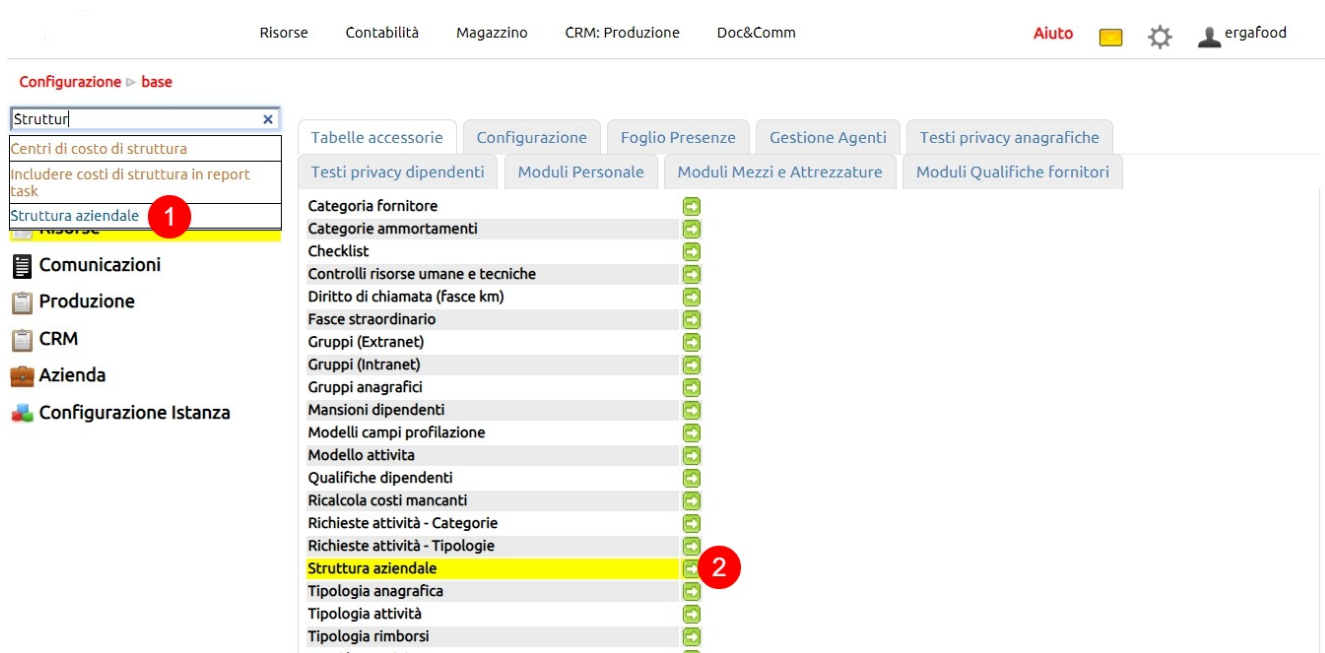 Risorse Contabilità Magazzino CRM: Produzione Doc&Comm Aiuto ergafood
Configurazione ▹ base
Struttur ×
Centri di costo di struttura
Includere costi di struttura in report
task
Struttura aziendale 1
Risorse
Comunicazioni
Produzione
CRM
Azienda
Configurazione Istanza
Tabelle accessorie Configurazione Foglio Presenze Gestione Agenti Testi privacy anagrafiche
Testi privacy dipendenti Moduli Personale Moduli Mezzi e Attrezzature Moduli Qualifiche fornitori
Categoria fornitore
Categorie ammortamenti
Checklist
Controlli risorse umane e tecniche
Diritto di chiamata (fasce km)
Fasce straordinario
Gruppi (Extranet)
Gruppi (Intranet)
Gruppi anagrafici
Mansioni dipendenti
Modelli campi profilazione
Modello attivita
Qualifiche dipendenti
Ricalcola costi mancanti
Richieste attività - Categorie
Richieste attività - Tipologie
Struttura aziendale 2
Tipologia anagrafica
Tipologia attività
Tipologia rimborsi